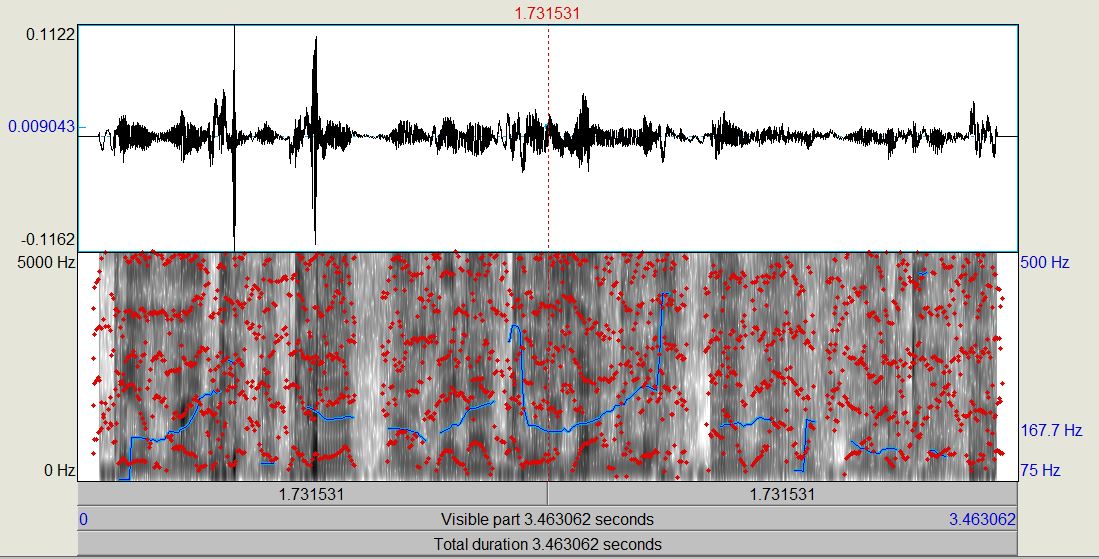 1.731531
0.1122
0.009043
-0.1162
5000 Hz
500 Hz
167.7 Hz
0 Hz
75 Hz
1.731531 1.731531
0 Visible part 3.463062 seconds 3.463062
Total duration 3.463062 seconds